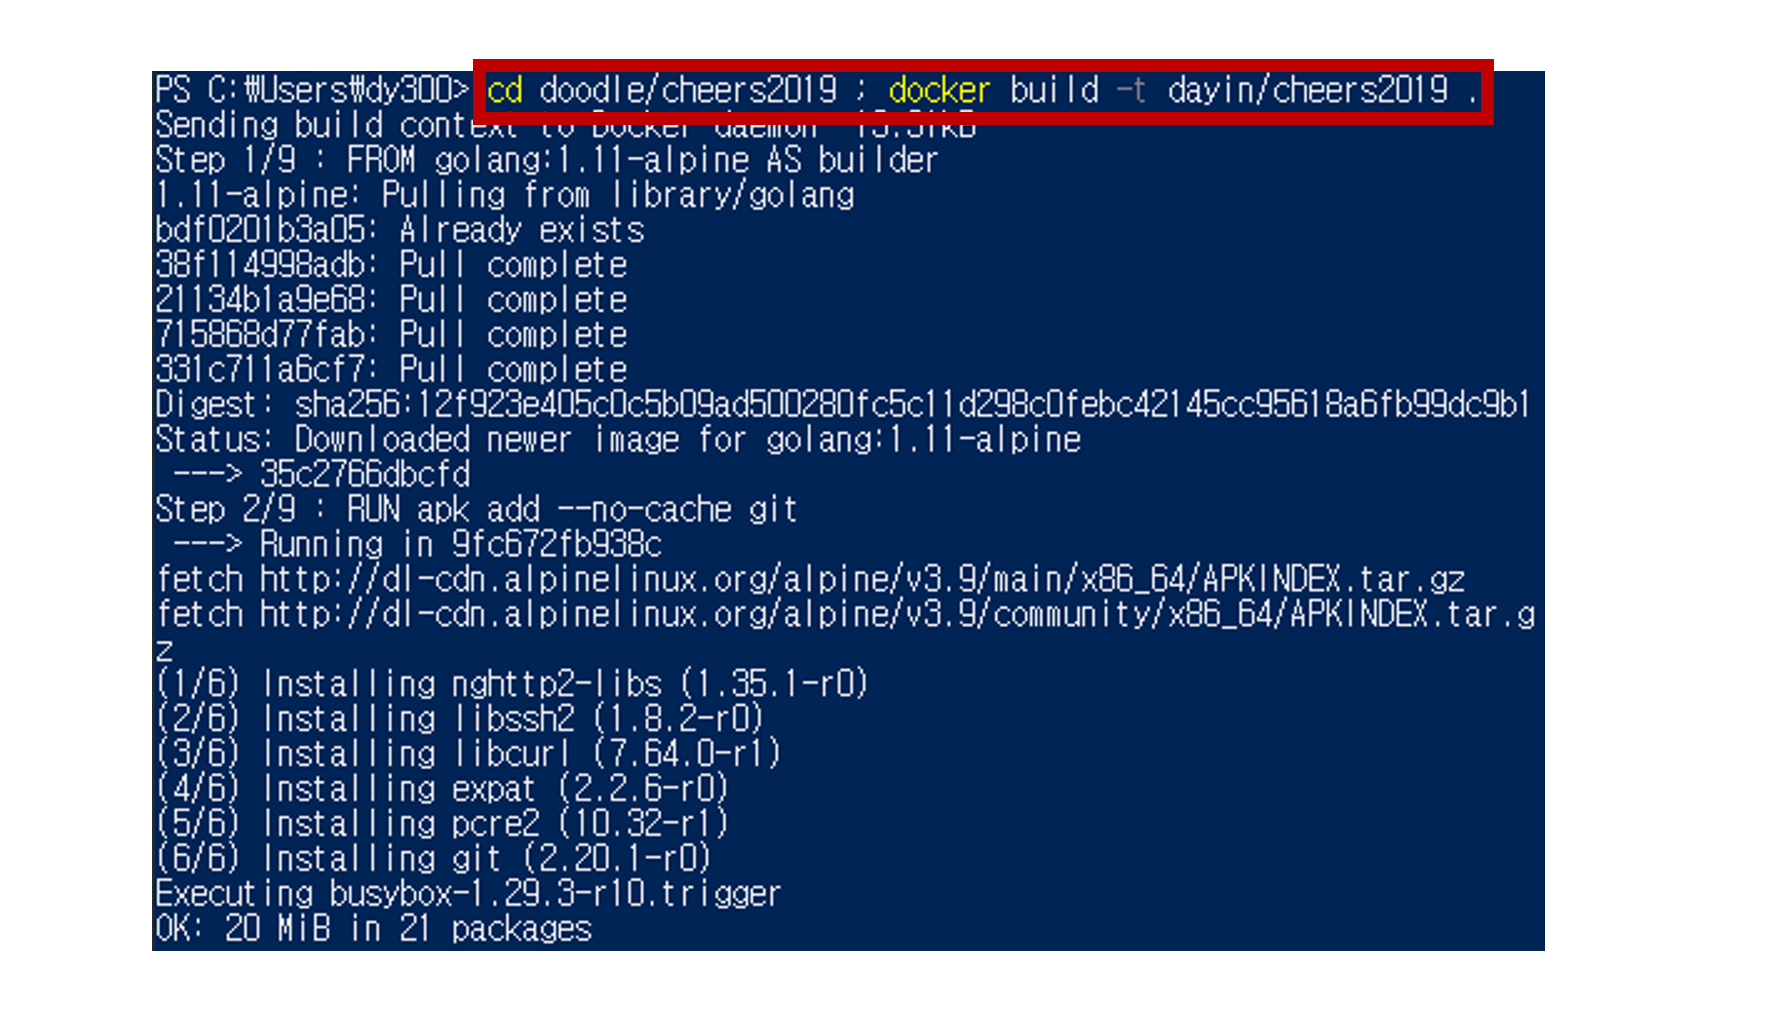 PS C:₩Users₩dy300> cd doodle/cheers2019 ; docker build -t dayin/cheers2019 .
Sending build context to Docker daemon  13.31kB
Step 1/9 : FROM golang:1.11-alpine AS builder
1.11-alpine: Pulling from library/golang
bdf0201b3a05: Already exists
38f114998adb: Pull complete
21134b1a9e68: Pull complete
715868d77fab: Pull complete
331c711a6cf7: Pull complete
Digest: sha256:12f923e405c0c5b09ad500280fc5c11d298c0febc42145cc95618a6fb99dc9b1
Status: Downloaded newer image for golang:1.11-alpine
 ---> 35c2766dbcfd
Step 2/9 : RUN apk add --no-cache git
 ---> Running in 9fc672fb938c
fetch http://dl-cdn.alpinelinux.org/alpine/v3.9/main/x86_64/APKINDEX.tar.gz
fetch http://dl-cdn.alpinelinux.org/alpine/v3.9/community/x86_64/APKINDEX.tar.g
z
(1/6) Installing nghttp2-libs (1.35.1-r0)
(2/6) Installing libssh2 (1.8.2-r0)
(3/6) Installing libcurl (7.64.0-r1)
(4/6) Installing expat (2.2.6-r0)
(5/6) Installing pcre2 (10.32-r1)
(6/6) Installing git (2.20.1-r0)
Executing busybox-1.29.3-r10.trigger
OK: 20 MiB in 21 packages